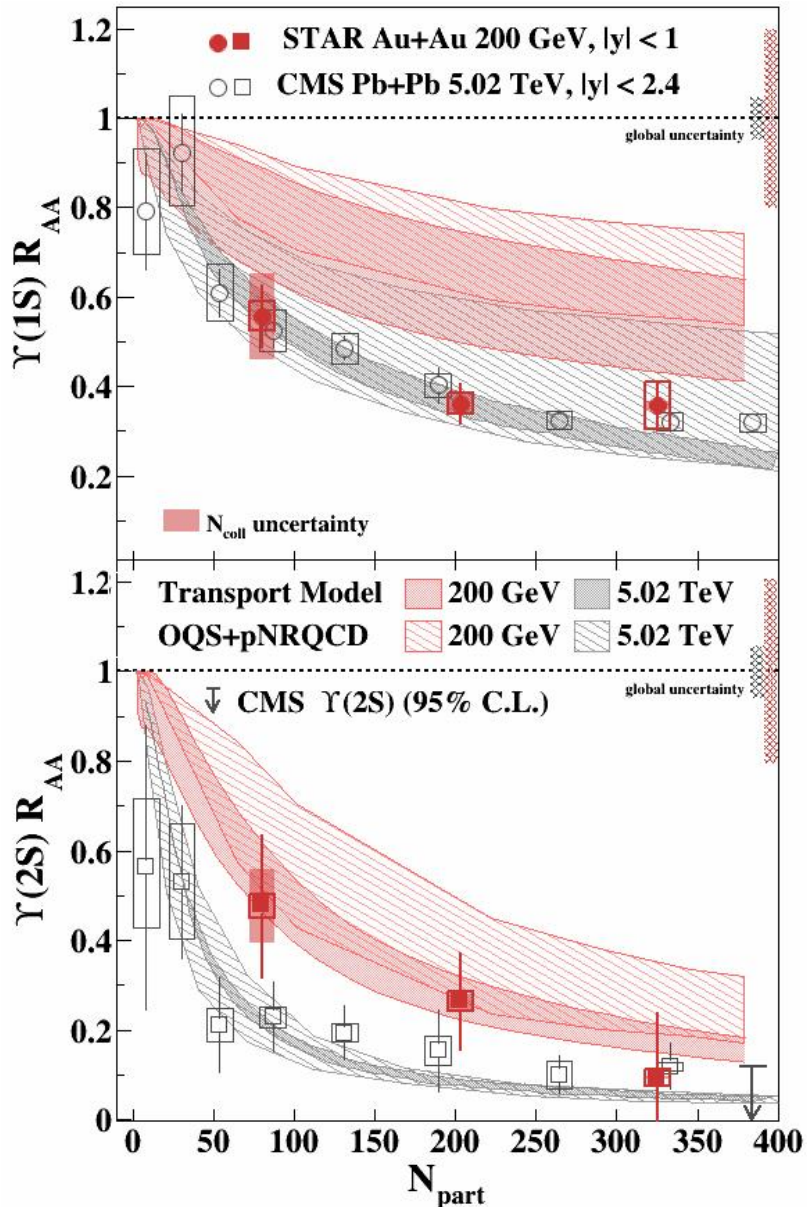 1.2
STAR Au+Au 200 GeV, |y| < 1
CMS Pb+Pb 5.02 TeV, |y| < 2.4
1
global uncertainty
0.8
0.6
0.4
0.2
ϒ(1S) R_AA
N_coll uncertainty
1.2
Transport Model 200 GeV 5.02 TeV
OQS+pNRQCD 200 GeV 5.02 TeV
1
global uncertainty
CMS ϒ(2S) (95% C.L.)
0.8
0.6
0.4
0.2
0
ϒ(2S) R_AA
0 50 100 150 200 250 300 350 400
N_part